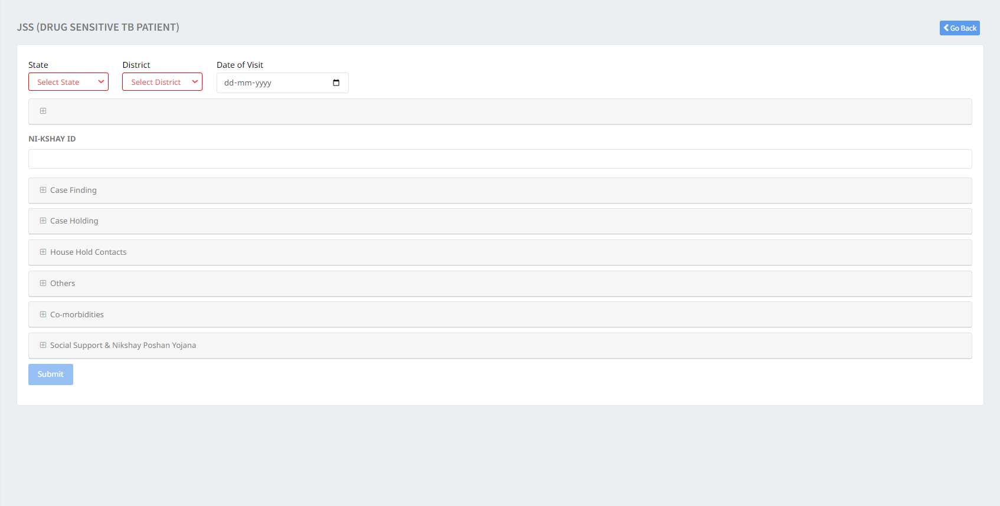 JSS (DRUG SENSITIVE TB PATIENT)
Go Back
State
District
Date of Visit
Select State
Select District
dd-mm-yyyy
NI-KSHAY ID
Case Finding
Case Holding
House Hold Contacts
Others
Co-morbidities
Social Support & Nikshay Poshan Yojana
Submit